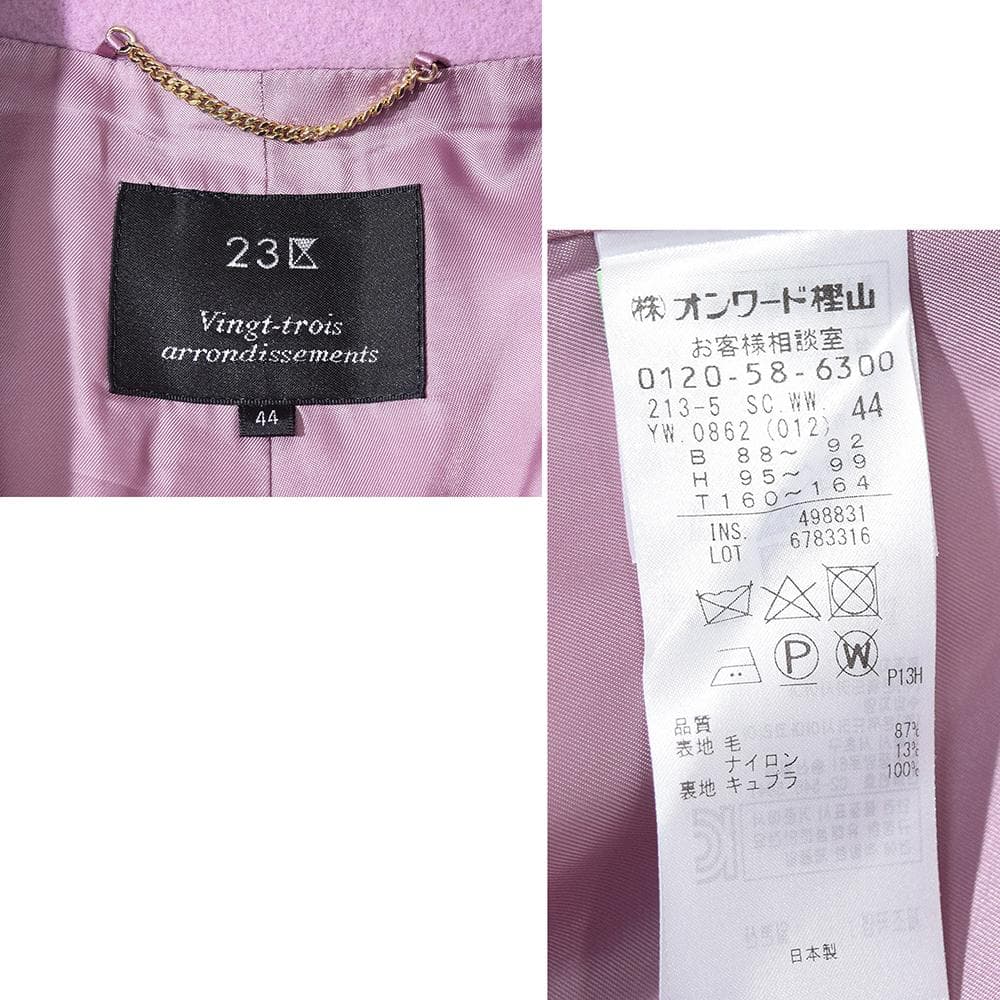 23区
Vingt-trois
arrondissements
44
(株)オンワード樫山
お客様相談室
0120-58-6300
213-5 SC.WW. 44
YW.0862(012)
B 88~ 92
H 95~ 99
T160~164
INS. 498831
LOT 6783316
P
W
P13H
品質
表地 毛 87%
ナイロン 13%
裏地 キュプラ 100%
日本製